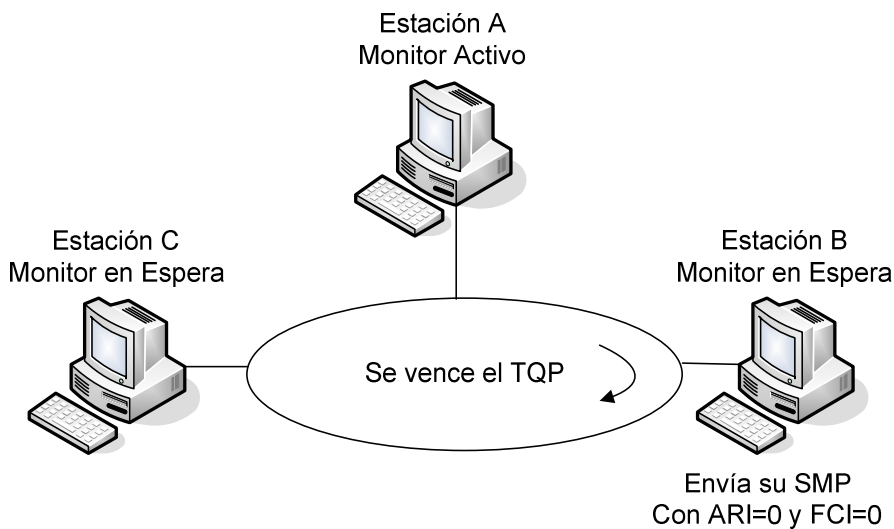 Estación A
Monitor Activo
Estación C
Monitor en Espera
Estación B
Monitor en Espera
Se vence el TQP
Envía su SMP
Con ARI=0 y FCI=0